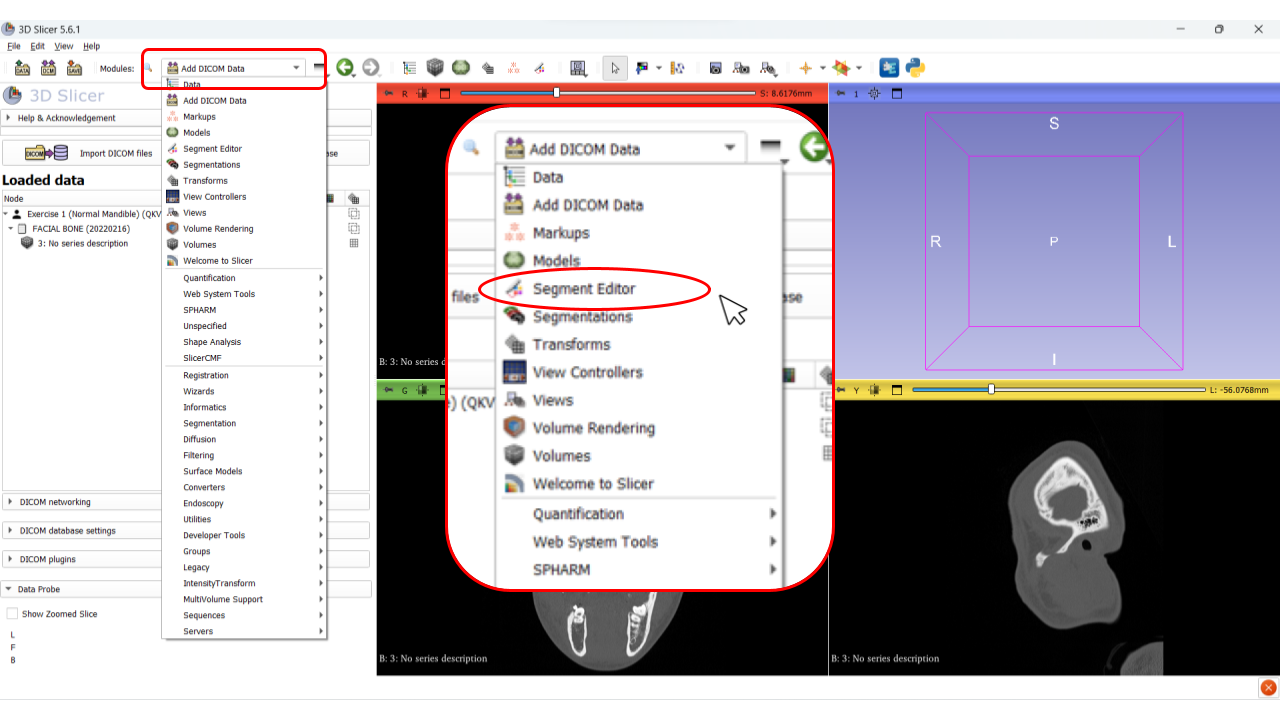 3D Slicer 5.6.1
File Edit View Help
DATA DCM SAVE Modules: Add DICOM Data
3D Slicer
Help & Acknowledgement
DICOM Import DICOM files
Loaded data
Node
Exercise 1 (Normal Mandible) (QKV
FACIAL BONE (20220216)
3: No series description
DICOM networking
DICOM database settings
DICOM plugins
Data Probe
Show Zoomed Slice
L
F
B
Data
Add DICOM Data
Markups
Models
Segment Editor
Segmentations
Transforms
View Controllers
Views
Volume Rendering
Volumes
Welcome to Slicer
Quantification
Web System Tools
SPHARM
Unspecified
Shape Analysis
SlicerCMF
Registration
Wizards
Informatics
Segmentation
Diffusion
Filtering
Surface Models
Converters
Endoscopy
Utilities
Developer Tools
Groups
Legacy
IntensityTransform
MultiVolume Support
Sequences
Servers
R S: 8.6176mm
B: 3: No series d
G
B: 3: No series description
Add DICOM Data
Data
Add DICOM Data
Markups
Models
files Segment Editor ase
Segmentations
Transforms
View Controllers
) (QKV Views
Volume Rendering
Volumes
Welcome to Slicer
Quantification
Web System Tools
SPHARM
1
S
R P L
I
Y L: -56.0768mm
B: 3: No series description